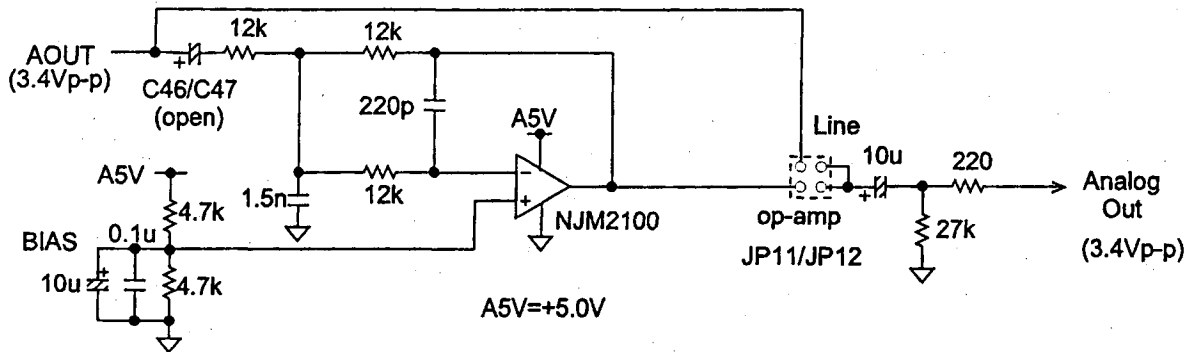 12k
12k
AOUT
(3.4Vp-p)
+
C46/C47
(open)
220p
A5V
Line
10u
220
A5V
1.5n
12k
−
+
NJM2100
op-amp
JP11/JP12
+
27k
Analog
Out
(3.4Vp-p)
4.7k
BIAS
0.1u
10u
+
4.7k
A5V=+5.0V